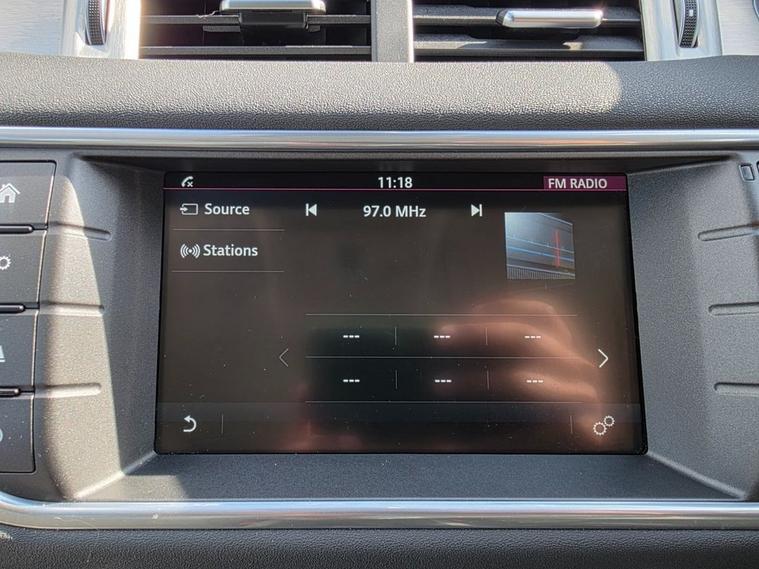 11:18 FM RADIO
Source 97.0 MHz
Stations
--- --- ---
--- --- ---